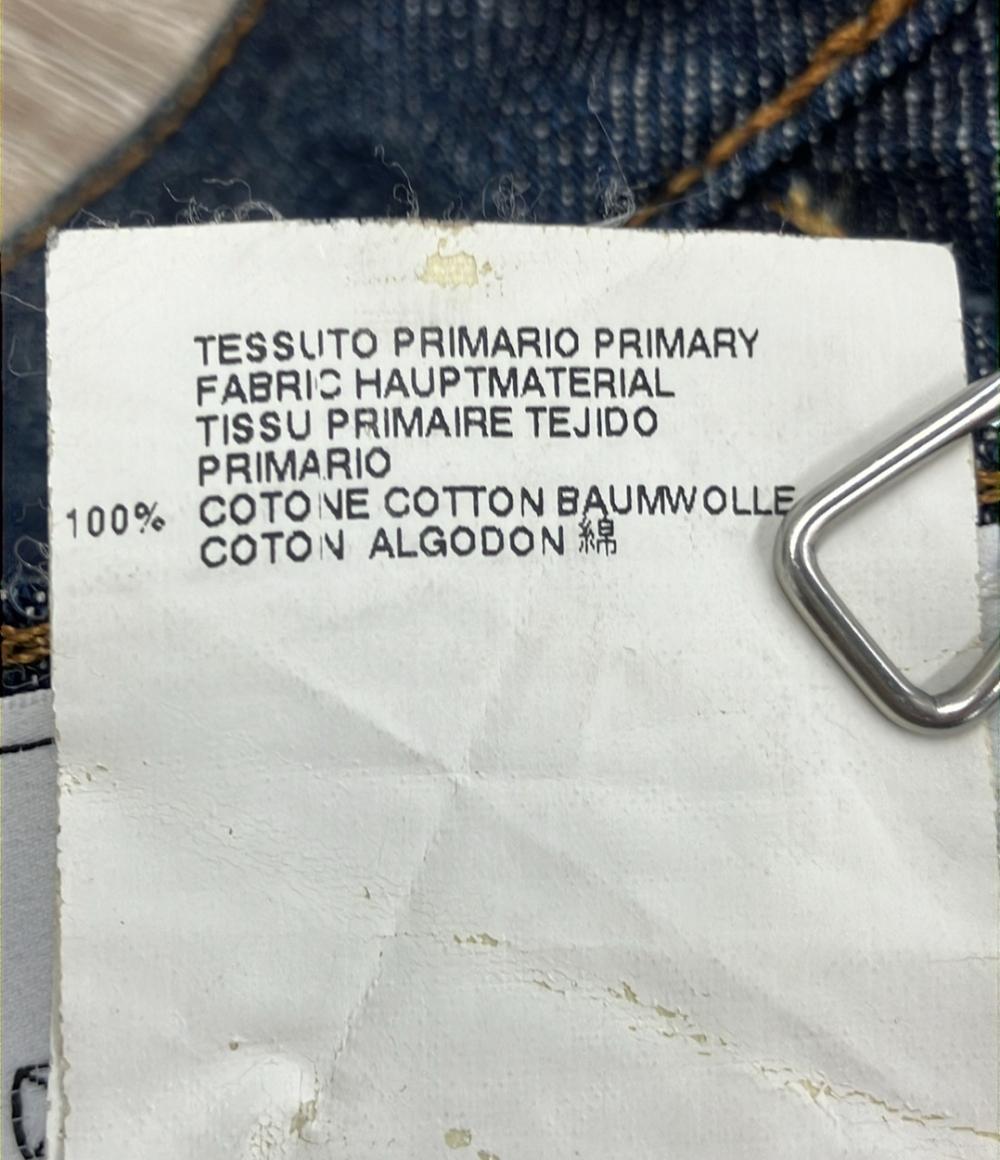 TESSUTO PRIMARIO PRIMARY
FABRIC HAUPTMATERIAL
TISSU PRIMAIRE TEJIDO
PRIMARIO
100% COTONE COTTON BAUMWOLLE
COTON ALGODON 綿